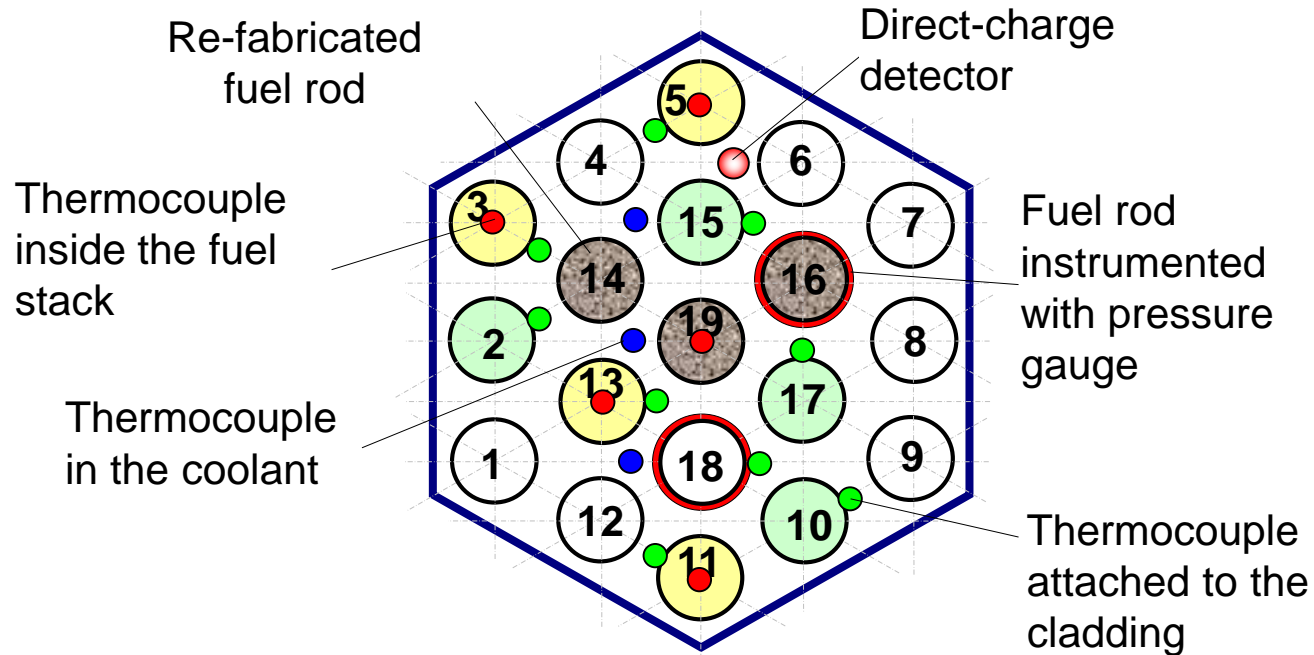 Re-fabricated
fuel rod
Direct-charge
detector
5
4
6
Thermocouple
inside the fuel
stack
3
15
7
Fuel rod
instrumented
with pressure
gauge
14
16
19
2
8
13
17
Thermocouple
in the coolant
1
18
9
12
10
11
Thermocouple
attached to the
cladding